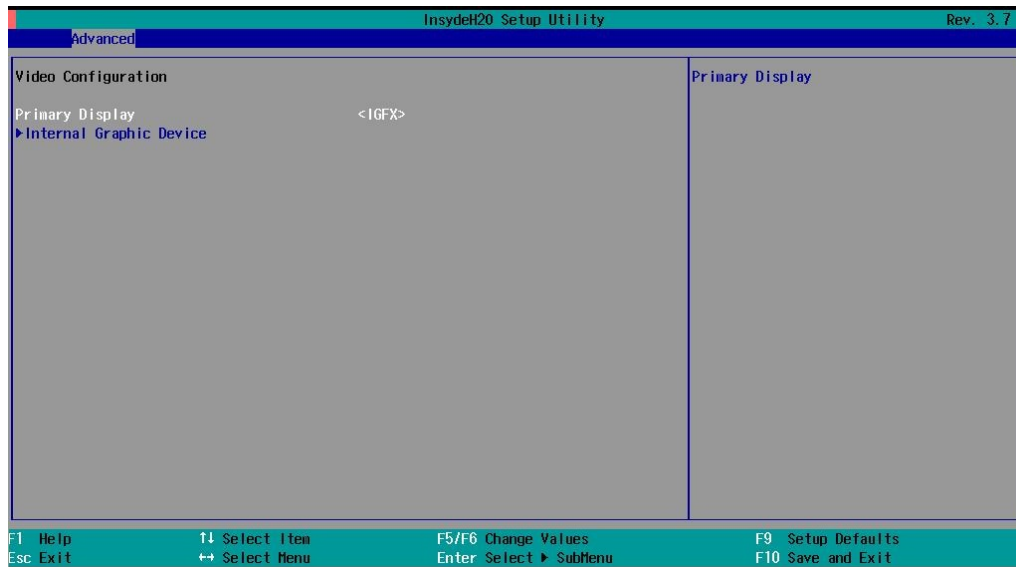 InsydeH20 Setup Utility Rev. 3.7
Advanced
Video Configuration
Primary Display
Primary Display <IGFX>
▶Internal Graphic Device
F1 Help ↑↓ Select Item F5/F6 Change Values F9 Setup Defaults
Esc Exit ↔ Select Menu Enter Select ▶ SubMenu F10 Save and Exit